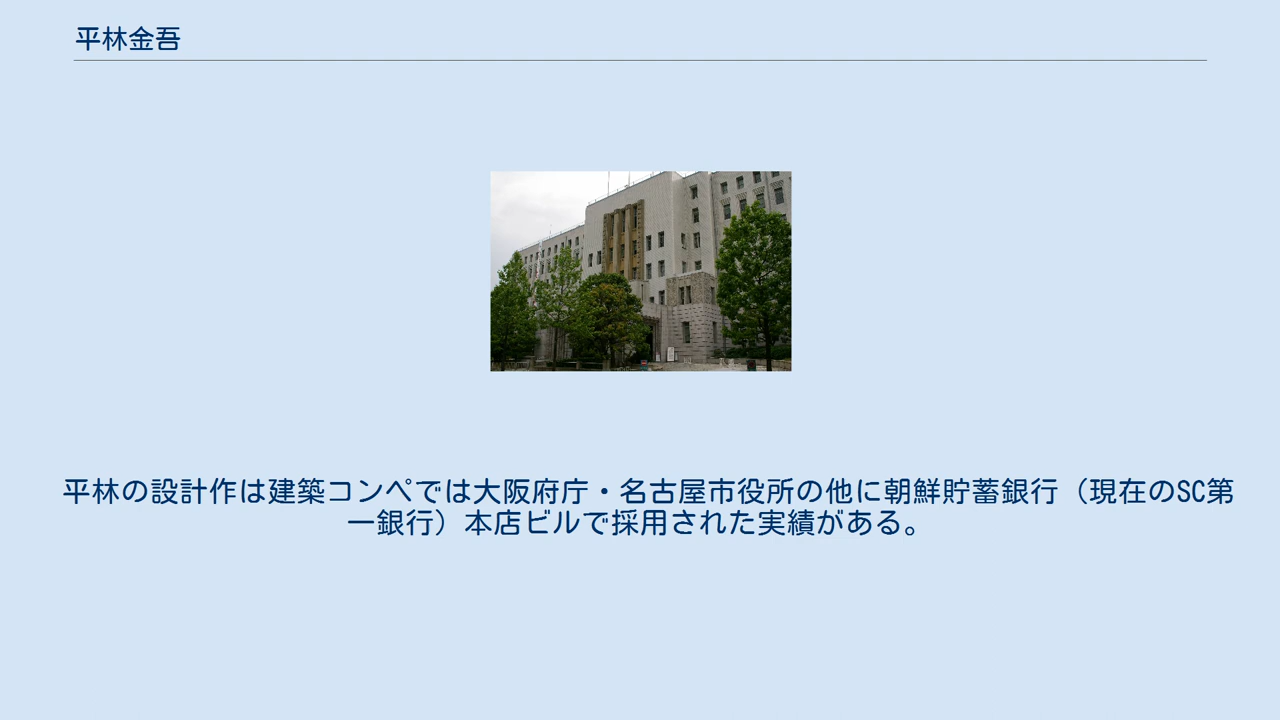 平林金吾
平林の設計作は建築コンペでは大阪府庁・名古屋市役所の他に朝鮮貯蓄銀行（現在のSC第
一銀行）本店ビルで採用された実績がある。